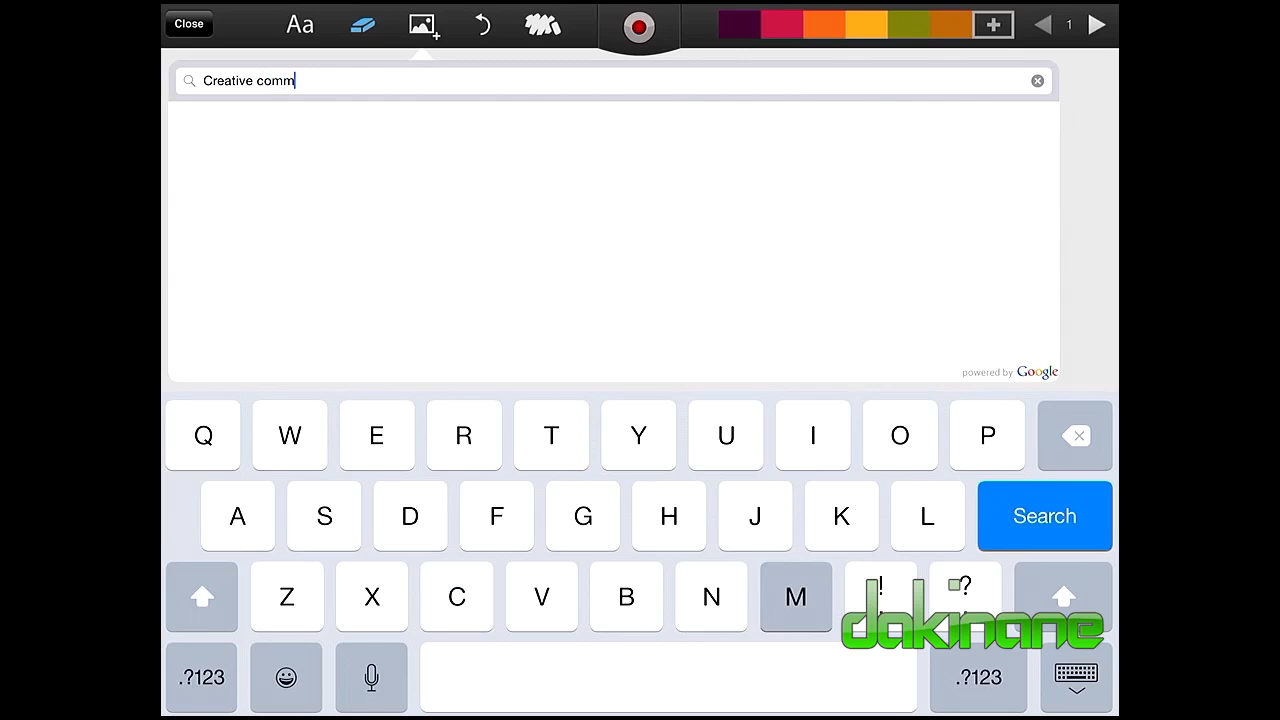 Close
Aa
1
Creative comm
powered by Google
Q W E R T Y U I O P
A S D F G H J K L Search
Z X C V B N M ! ?
.?123 .?123
dakinane